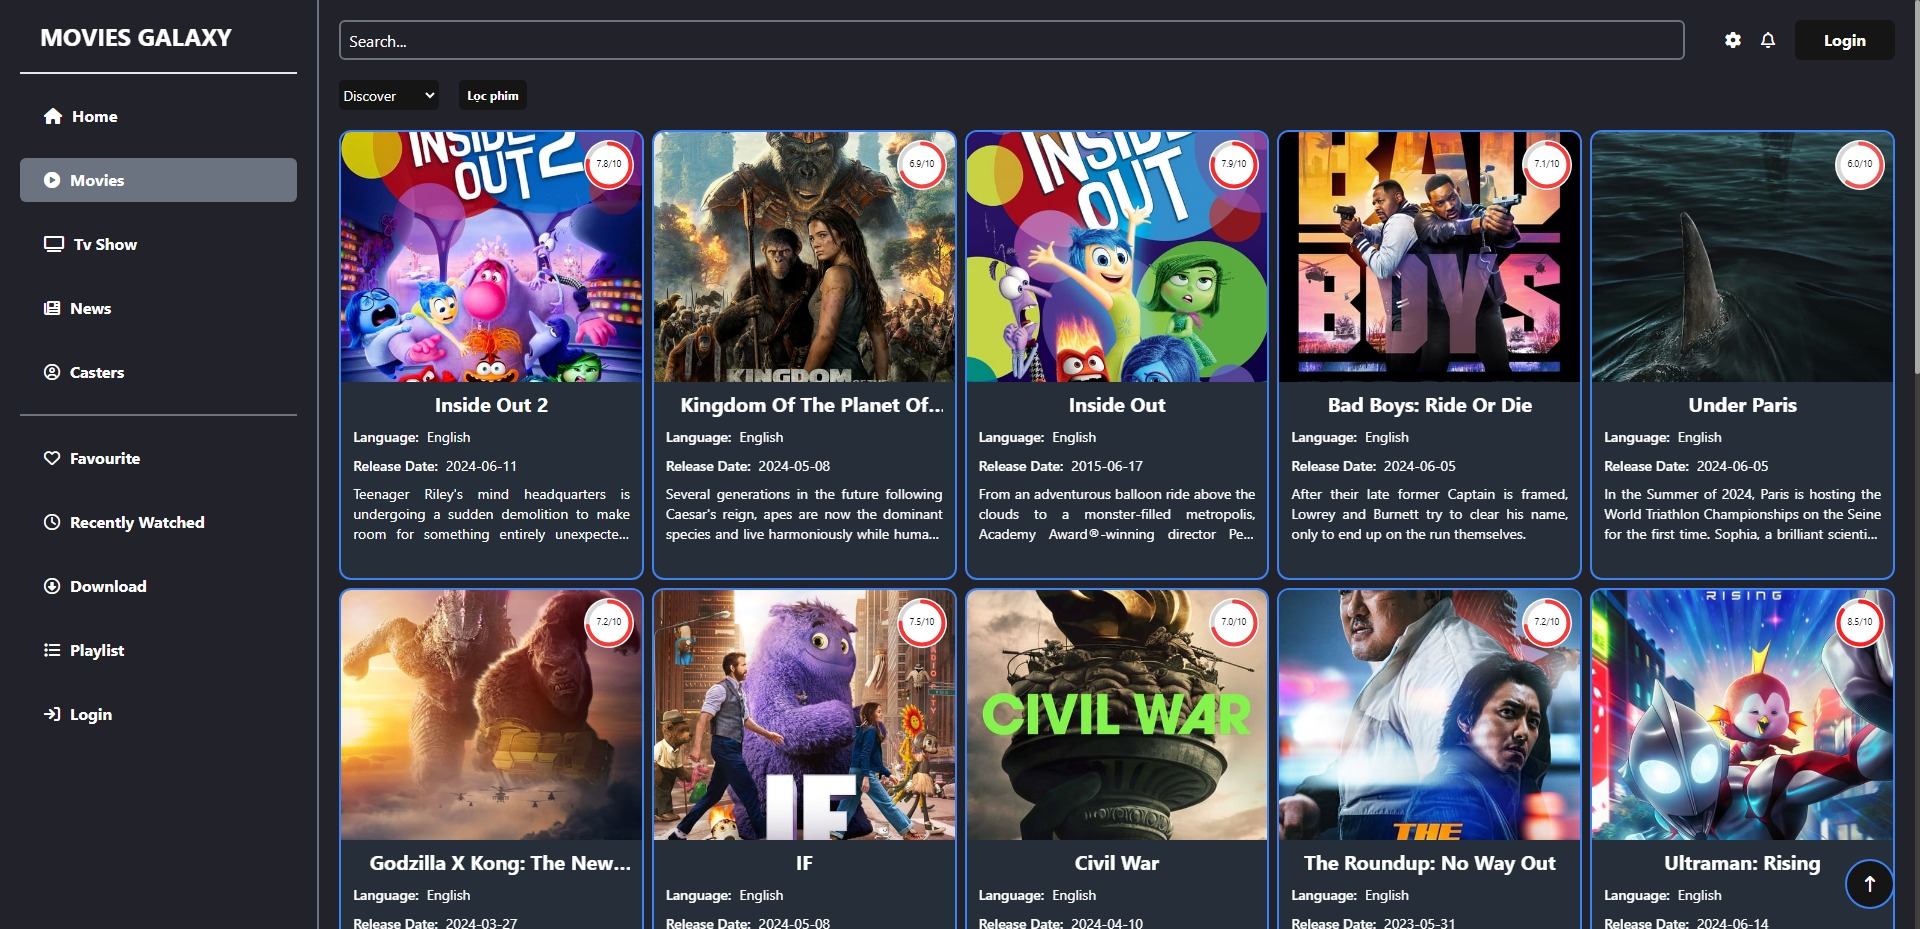 MOVIES GALAXY
Home
Movies
Tv Show
News
Casters
Favourite
Recently Watched
Download
Playlist
Login
Search...
Login
Discover
Lọc phim
INSIDE
OUT 2
7.8/10
Inside Out 2
Language: English
Release Date: 2024-06-11
Teenager Riley's mind headquarters is
undergoing a sudden demolition to make
room for something entirely unexpecte...
6.9/10
KINGDOM
Kingdom Of The Planet Of...
Language: English
Release Date: 2024-05-08
Several generations in the future following
Caesar's reign, apes are now the dominant
species and live harmoniously while huma...
INSIDE
OUT
7.9/10
Inside Out
Language: English
Release Date: 2015-06-17
From an adventurous balloon ride above the
clouds to a monster-filled metropolis,
Academy Award®-winning director Pe...
BAD
BOYS
7.1/10
Bad Boys: Ride Or Die
Language: English
Release Date: 2024-06-05
After their late former Captain is framed,
Lowrey and Burnett try to clear his name,
only to end up on the run themselves.
6.0/10
Under Paris
Language: English
Release Date: 2024-06-05
In the Summer of 2024, Paris is hosting the
World Triathlon Championships on the Seine
for the first time. Sophia, a brilliant scienti...
7.2/10
Godzilla X Kong: The New...
Language: English
Release Date: 2024-03-27
7.5/10
IF
IF
Language: English
Release Date: 2024-05-08
7.0/10
CIVIL WAR
Civil War
Language: English
Release Date: 2024-04-10
7.2/10
THE
The Roundup: No Way Out
Language: English
Release Date: 2023-05-31
RISING
8.5/10
Ultraman: Rising
Language: English
Release Date: 2024-06-14